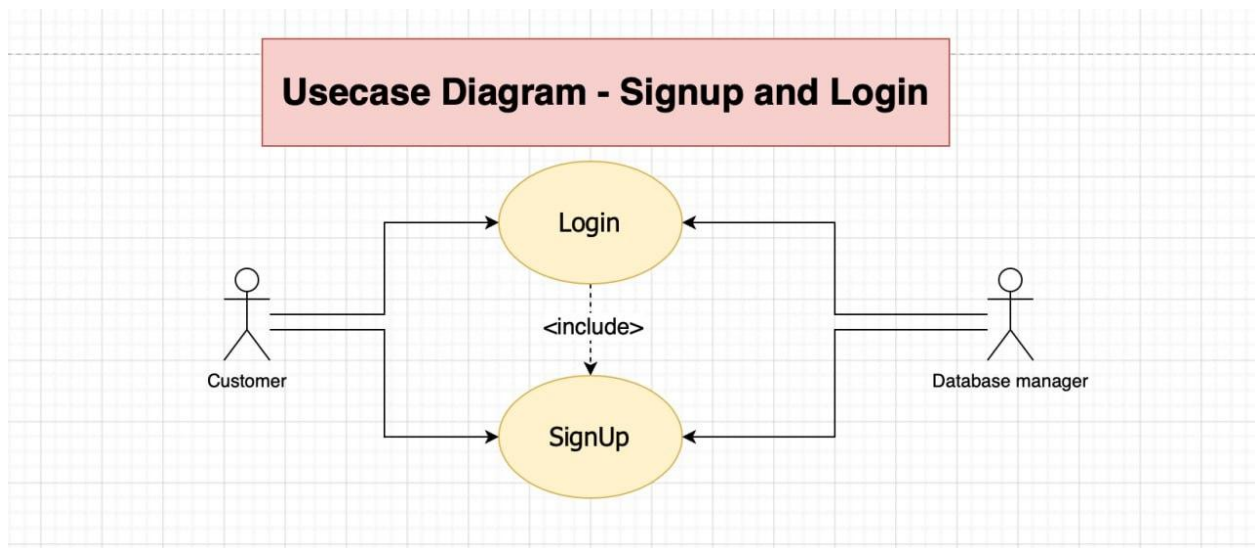 Usecase Diagram - Signup and Login
Login
<include>
Customer
Database manager
SignUp